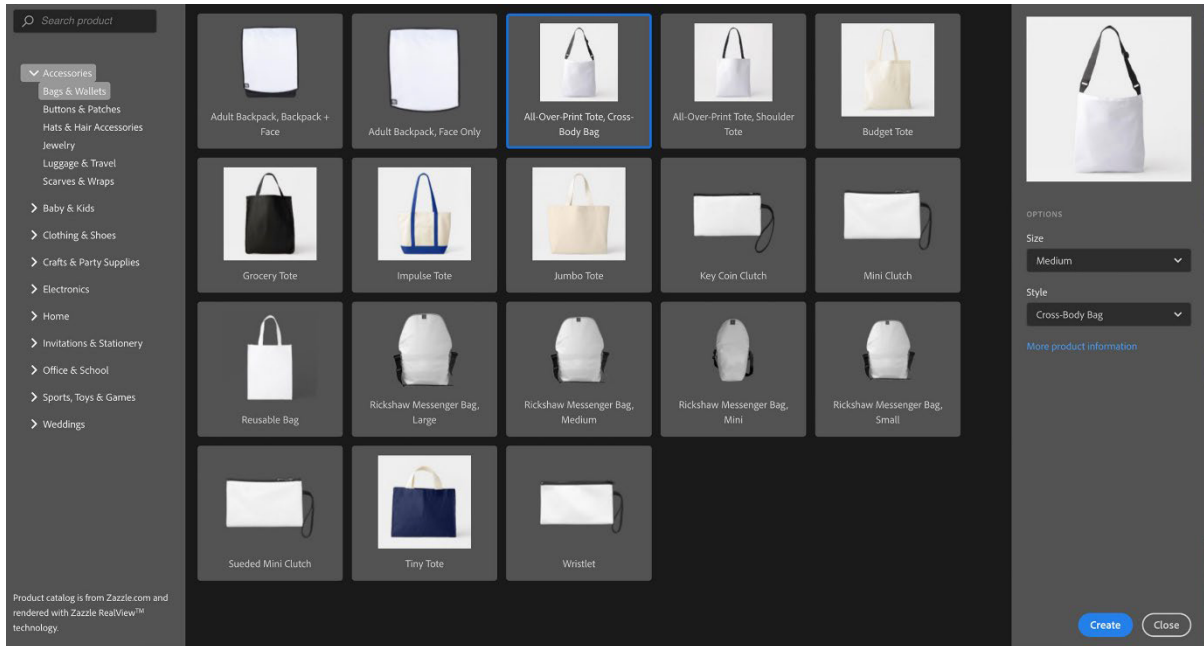 Search product
Accessories
Bags & Wallets
Buttons & Patches
Hats & Hair Accessories
Jewelry
Luggage & Travel
Scarves & Wraps
Baby & Kids
Clothing & Shoes
Crafts & Party Supplies
Electronics
Home
Invitations & Stationery
Office & School
Sports, Toys & Games
Weddings
Product catalog is from Zazzle.com and
rendered with Zazzle RealView™
technology.
Adult Backpack, Backpack +
Face
Adult Backpack, Face Only
All-Over-Print Tote, Cross-
Body Bag
All-Over-Print Tote, Shoulder
Tote
Budget Tote
Grocery Tote
Impulse Tote
Jumbo Tote
Key Coin Clutch
Mini Clutch
Reusable Bag
Rickshaw Messenger Bag,
Large
Rickshaw Messenger Bag,
Medium
Rickshaw Messenger Bag,
Mini
Rickshaw Messenger Bag,
Small
Sueded Mini Clutch
Tiny Tote
Wristlet
OPTIONS
Size
Medium
Style
Cross-Body Bag
More product information
Create
Close